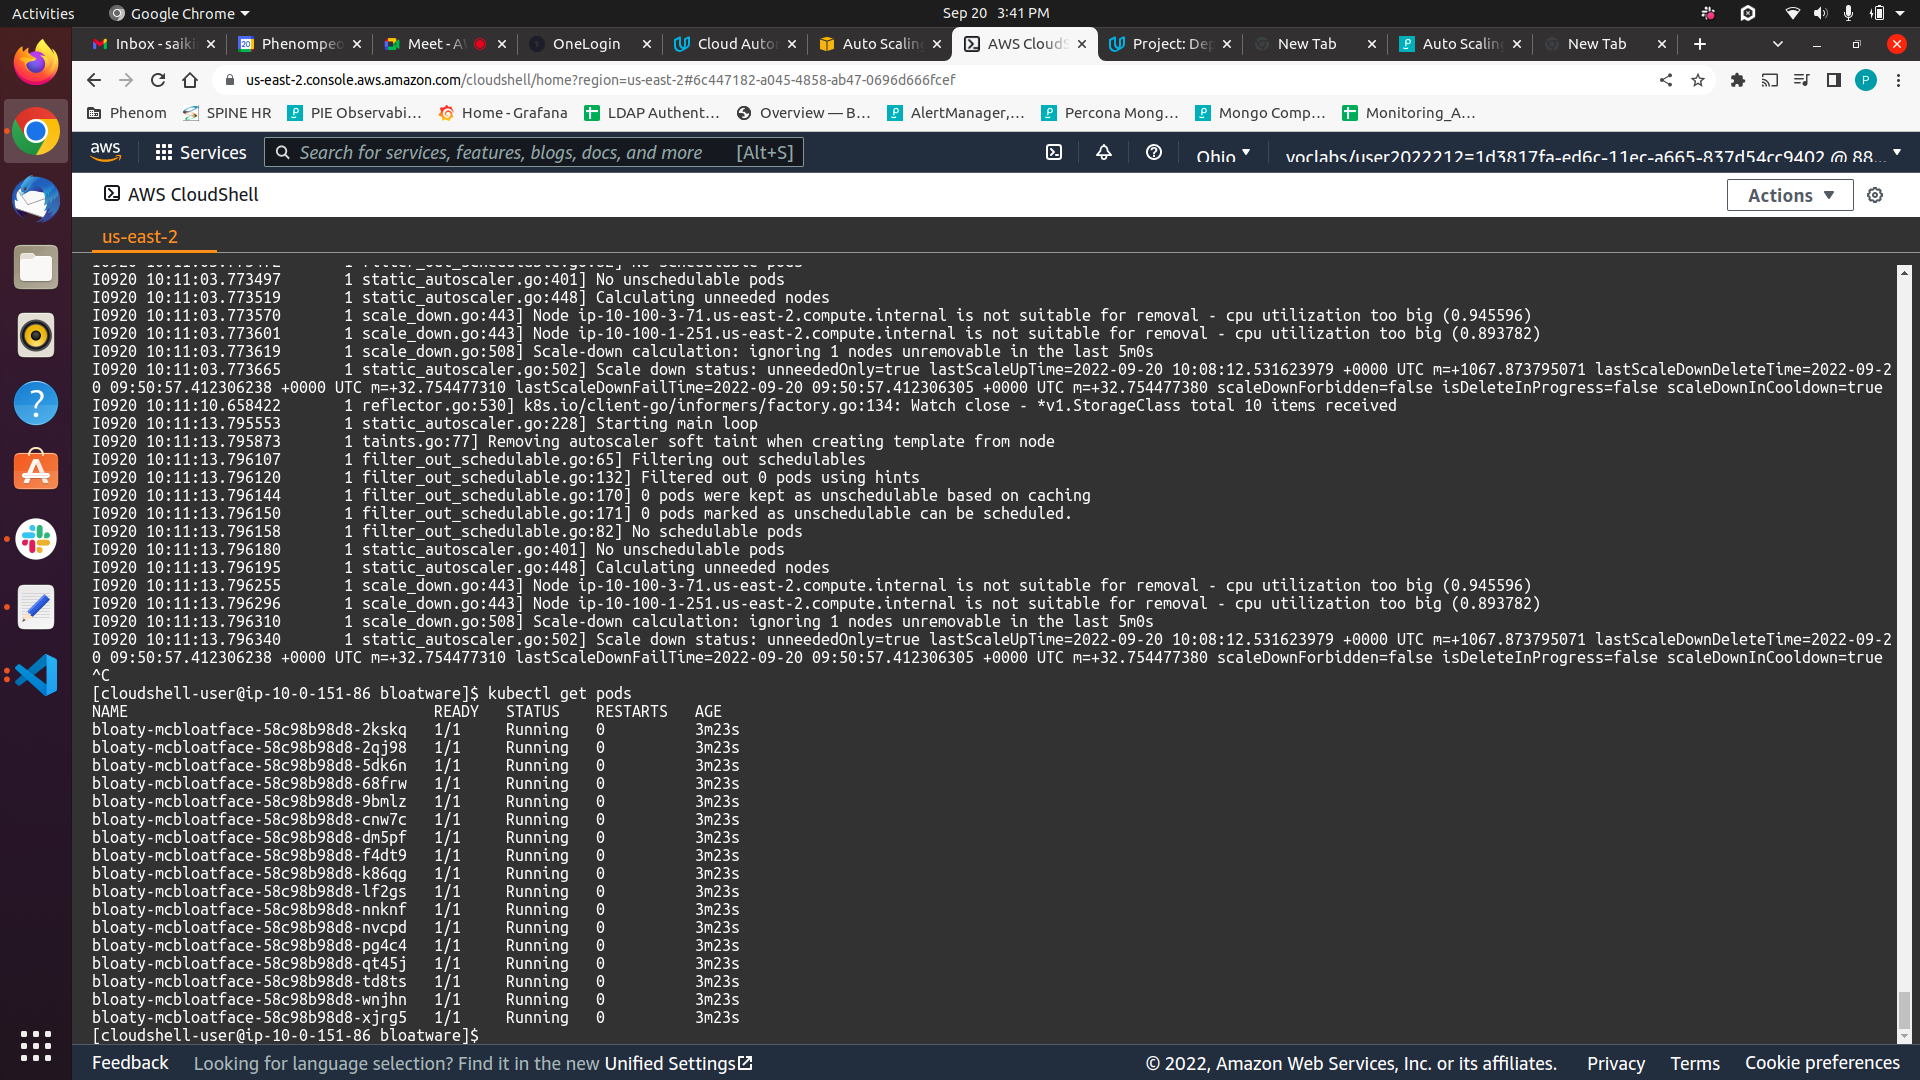 Activities
Google Chrome
Sep 20 3:41 PM
Inbox - saiki
Phenompeo
Meet - A
OneLogin
Cloud Auto
Auto Scaling
AWS CloudS
Project: Dep
New Tab
Auto Scaling
New Tab
us-east-2.console.aws.amazon.com/cloudshell/home?region=us-east-2#6c447182-a045-4858-ab47-0696d666fcef
P
Phenom
SPINE HR
PIE Observabi...
Home - Grafana
LDAP Authent...
Overview — B...
AlertManager,...
Percona Mong...
Mongo Comp...
Monitoring_A...
aws
Services
Search for services, features, blogs, docs, and more [Alt+S]
Ohio
voclabs/user2022212=1d3817fa-ed6c-11ec-a665-837d54cc9402 @ 88...
AWS CloudShell
Actions
us-east-2
I0920 10:11:03.773497 1 static_autoscaler.go:401] No unschedulable pods
I0920 10:11:03.773519 1 static_autoscaler.go:448] Calculating unneeded nodes
I0920 10:11:03.773570 1 scale_down.go:443] Node ip-10-100-3-71.us-east-2.compute.internal is not suitable for removal - cpu utilization too big (0.945596)
I0920 10:11:03.773601 1 scale_down.go:443] Node ip-10-100-1-251.us-east-2.compute.internal is not suitable for removal - cpu utilization too big (0.893782)
I0920 10:11:03.773619 1 scale_down.go:508] Scale-down calculation: ignoring 1 nodes unremovable in the last 5m0s
I0920 10:11:03.773665 1 static_autoscaler.go:502] Scale down status: unneededOnly=true lastScaleUpTime=2022-09-20 10:08:12.531623979 +0000 UTC m=+1067.873795071 lastScaleDownDeleteTime=2022-09-2
0 09:50:57.412306238 +0000 UTC m=+32.754477310 lastScaleDownFailTime=2022-09-20 09:50:57.412306305 +0000 UTC m=+32.754477380 scaleDownForbidden=false isDeleteInProgress=false scaleDownInCooldown=true
I0920 10:11:10.658422 1 reflector.go:530] k8s.io/client-go/informers/factory.go:134: Watch close - *v1.StorageClass total 10 items received
I0920 10:11:13.795553 1 static_autoscaler.go:228] Starting main loop
I0920 10:11:13.795873 1 taints.go:77] Removing autoscaler soft taint when creating template from node
I0920 10:11:13.796107 1 filter_out_schedulable.go:65] Filtering out schedulables
I0920 10:11:13.796120 1 filter_out_schedulable.go:132] Filtered out 0 pods using hints
I0920 10:11:13.796144 1 filter_out_schedulable.go:170] 0 pods were kept as unschedulable based on caching
I0920 10:11:13.796150 1 filter_out_schedulable.go:171] 0 pods marked as unschedulable can be scheduled.
I0920 10:11:13.796158 1 filter_out_schedulable.go:82] No schedulable pods
I0920 10:11:13.796180 1 static_autoscaler.go:401] No unschedulable pods
I0920 10:11:13.796195 1 static_autoscaler.go:448] Calculating unneeded nodes
I0920 10:11:13.796255 1 scale_down.go:443] Node ip-10-100-3-71.us-east-2.compute.internal is not suitable for removal - cpu utilization too big (0.945596)
I0920 10:11:13.796296 1 scale_down.go:443] Node ip-10-100-1-251.us-east-2.compute.internal is not suitable for removal - cpu utilization too big (0.893782)
I0920 10:11:13.796310 1 scale_down.go:508] Scale-down calculation: ignoring 1 nodes unremovable in the last 5m0s
I0920 10:11:13.796340 1 static_autoscaler.go:502] Scale down status: unneededOnly=true lastScaleUpTime=2022-09-20 10:08:12.531623979 +0000 UTC m=+1067.873795071 lastScaleDownDeleteTime=2022-09-2
0 09:50:57.412306238 +0000 UTC m=+32.754477310 lastScaleDownFailTime=2022-09-20 09:50:57.412306305 +0000 UTC m=+32.754477380 scaleDownForbidden=false isDeleteInProgress=false scaleDownInCooldown=true
^C
[cloudshell-user@ip-10-0-151-86 bloatware]$ kubectl get pods
NAME READY STATUS RESTARTS AGE
bloaty-mcbloatface-58c98b98d8-2kskq 1/1 Running 0 3m23s
bloaty-mcbloatface-58c98b98d8-2qj98 1/1 Running 0 3m23s
bloaty-mcbloatface-58c98b98d8-5dk6n 1/1 Running 0 3m23s
bloaty-mcbloatface-58c98b98d8-68frw 1/1 Running 0 3m23s
bloaty-mcbloatface-58c98b98d8-9bmlz 1/1 Running 0 3m23s
bloaty-mcbloatface-58c98b98d8-cnw7c 1/1 Running 0 3m23s
bloaty-mcbloatface-58c98b98d8-dm5pf 1/1 Running 0 3m23s
bloaty-mcbloatface-58c98b98d8-f4dt9 1/1 Running 0 3m23s
bloaty-mcbloatface-58c98b98d8-k86qg 1/1 Running 0 3m23s
bloaty-mcbloatface-58c98b98d8-lf2gs 1/1 Running 0 3m23s
bloaty-mcbloatface-58c98b98d8-nnknf 1/1 Running 0 3m23s
bloaty-mcbloatface-58c98b98d8-nvcpd 1/1 Running 0 3m23s
bloaty-mcbloatface-58c98b98d8-pg4c4 1/1 Running 0 3m23s
bloaty-mcbloatface-58c98b98d8-qt45j 1/1 Running 0 3m23s
bloaty-mcbloatface-58c98b98d8-td8ts 1/1 Running 0 3m23s
bloaty-mcbloatface-58c98b98d8-wnjhn 1/1 Running 0 3m23s
bloaty-mcbloatface-58c98b98d8-xjrg5 1/1 Running 0 3m23s
[cloudshell-user@ip-10-0-151-86 bloatware]$
Feedback
Looking for language selection? Find it in the new Unified Settings
© 2022, Amazon Web Services, Inc. or its affiliates.
Privacy
Terms
Cookie preferences